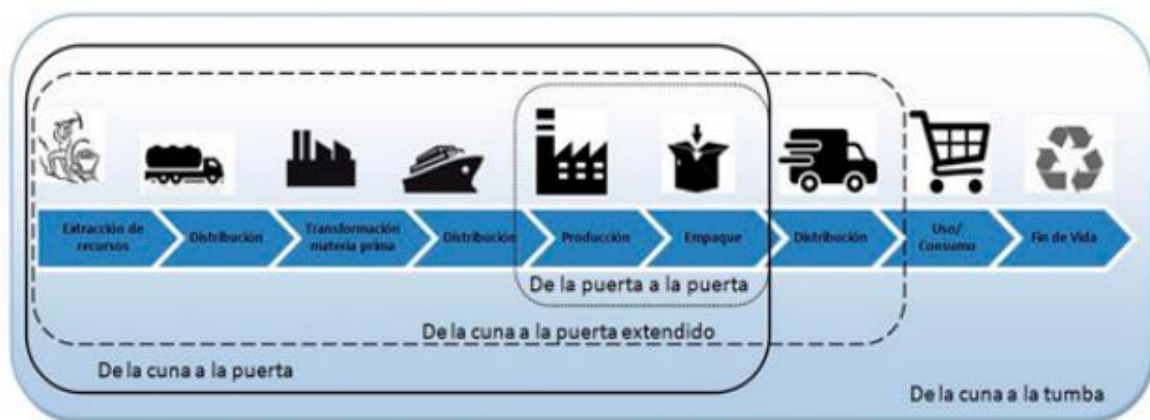 Extracción de
recursos
Distribución
Transformación
materia prima
Distribución
Producción
Empaque
Distribución
Uso/
Consumo
Fin de Vida
De la puerta a la puerta
De la cuna a la puerta extendido
De la cuna a la puerta
De la cuna a la tumba